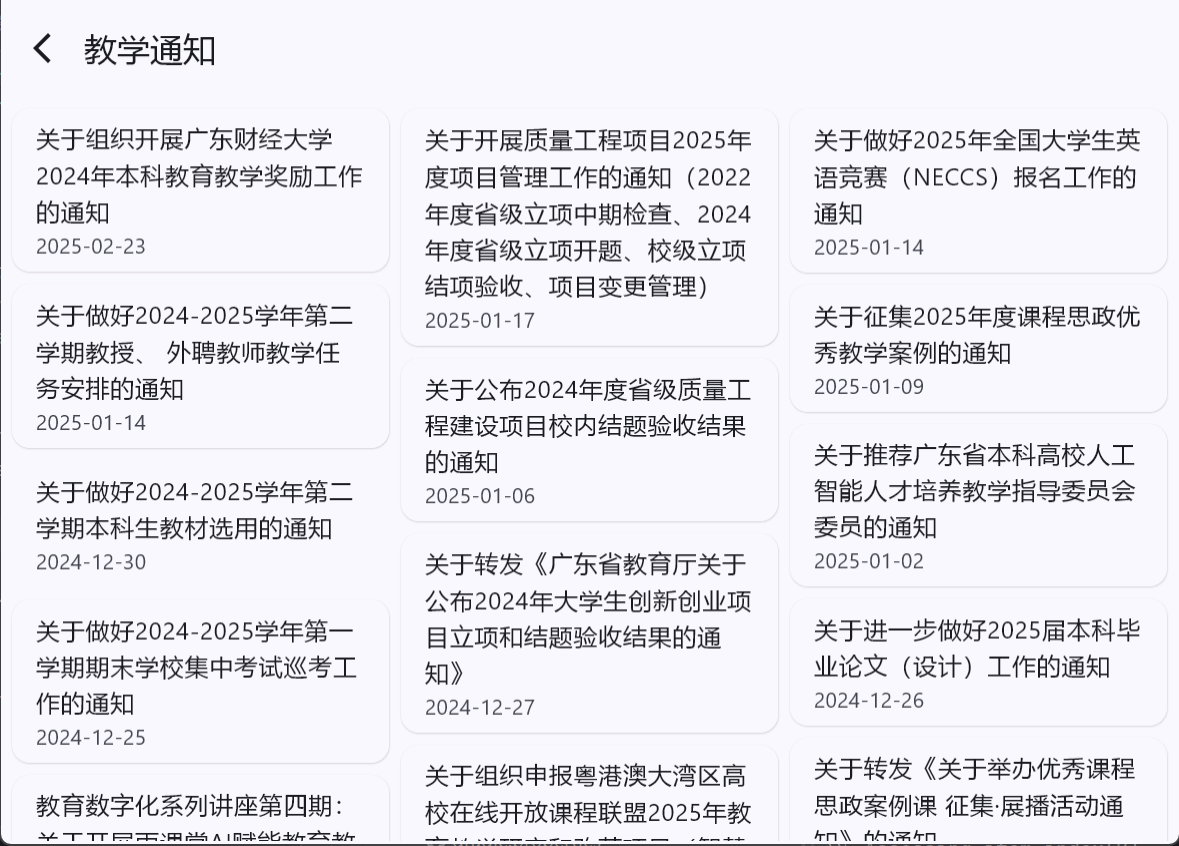 教学通知
关于组织开展广东财经大学
2024年本科教育教学奖励工作
的通知
2025-02-23
关于做好2024-2025学年第二
学期教授、 外聘教师教学任
务安排的通知
2025-01-14
关于做好2024-2025学年第二
学期本科生教材选用的通知
2024-12-30
关于做好2024-2025学年第一
学期期末学校集中考试巡考工
作的通知
2024-12-25
教育数字化系列讲座第四期：
关于开展雨课堂AI赋能教育教
关于开展质量工程项目2025年
度项目管理工作的通知（2022
年度省级立项中期检查、2024
年度省级立项开题、校级立项
结项验收、项目变更管理）
2025-01-17
关于公布2024年度省级质量工
程建设项目校内结题验收结果
的通知
2025-01-06
关于转发《广东省教育厅关于
公布2024年大学生创新创业项
目立项和结题验收结果的通
知》
2024-12-27
关于组织申报粤港澳大湾区高
校在线开放课程联盟2025年教
关于做好2025年全国大学生英
语竞赛（NECCS）报名工作的
通知
2025-01-14
关于征集2025年度课程思政优
秀教学案例的通知
2025-01-09
关于推荐广东省本科高校人工
智能人才培养教学指导委员会
委员的通知
2025-01-02
关于进一步做好2025届本科毕
业论文（设计）工作的通知
2024-12-26
关于转发《关于举办优秀课程
思政案例课 征集·展播活动通
知》的通知